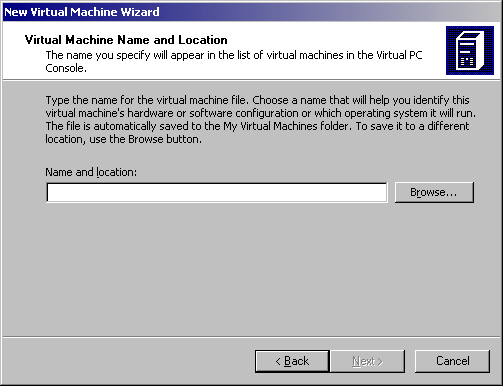 New Virtual Machine Wizard
Virtual Machine Name and Location
The name you specify will appear in the list of virtual machines in the Virtual PC
Console.
Type the name for the virtual machine file. Choose a name that will help you identify this
virtual machine's hardware or software configuration or which operating system it will run.
The file is automatically saved to the My Virtual Machines folder. To save it to a different
location, use the Browse button.
Name and location:
Browse...
< Back
Next >
Cancel